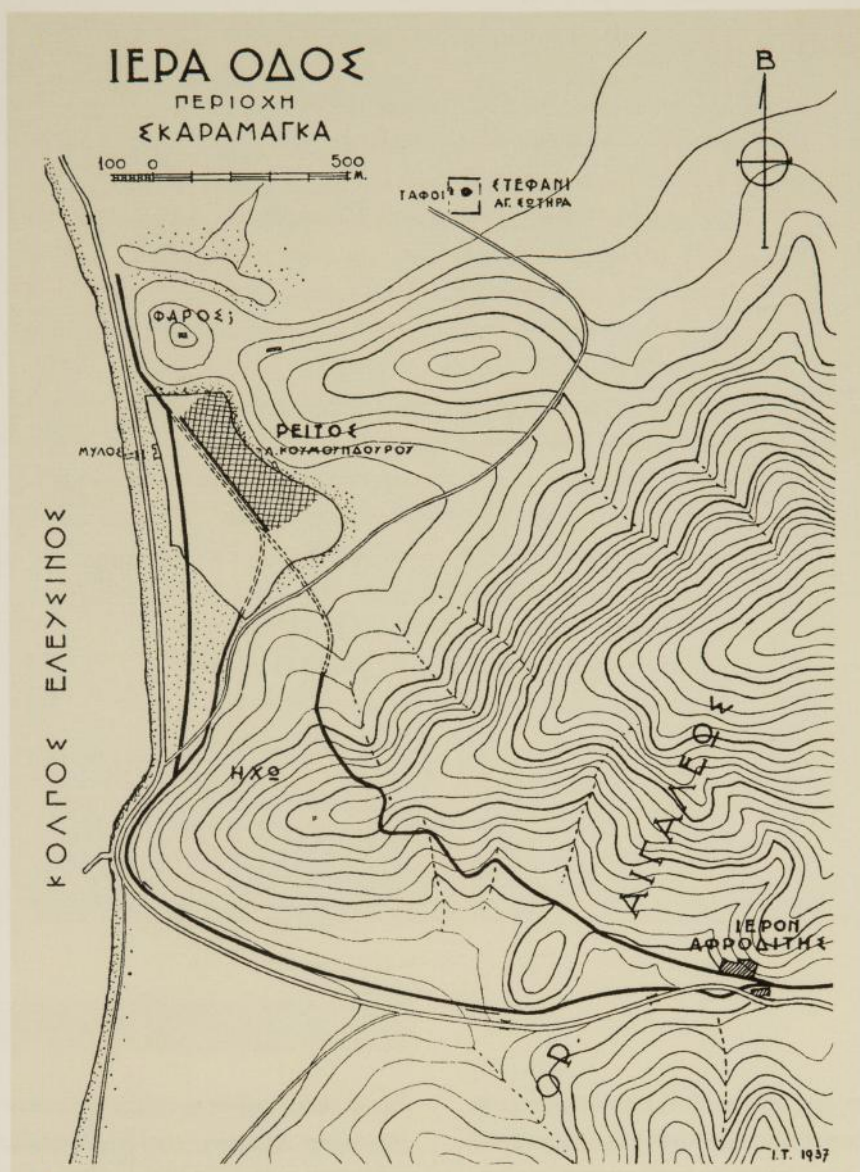 ΙΕΡΑ ΟΔΟΣ
ΠΕΡΙΟΧΗ
ΣΚΑΡΑΜΑΓΚΑ
100 0 500 Μ.
Β
ΤΑΦΟΙ
ΣΤΕΦΑΝΙ
ΑΓ. ΣΩΤΗΡΑ
ΦΑΡΟΣ;
ΡΕΙΤΟΣ
Λ. ΚΟΥΜΟΥΝΔΟΥΡΟΥ
ΜΥΛΟΣ
ΚΟΛΠΟΣ ΕΛΕΥΣΙΝΟΣ
ΗΧΩ
ΟΡ. ΑΙΓΑΛΕΩ
ΙΕΡΟΝ
ΑΦΡΟΔΙΤΗΣ
Ι.Τ. 1937